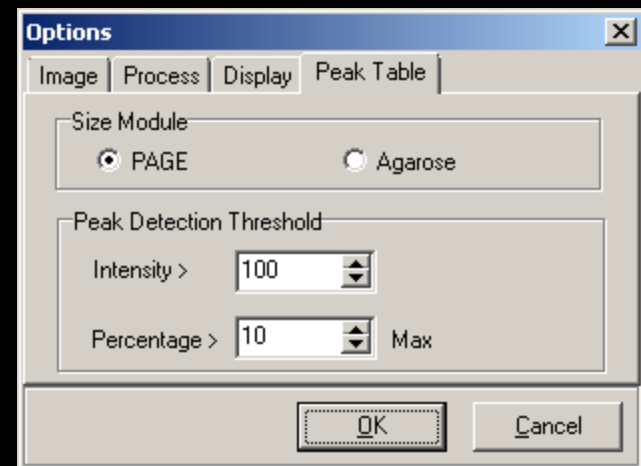 Options
Image Process Display Peak Table
Size Module
PAGE Agarose
Peak Detection Threshold
Intensity > 100
Percentage > 10 Max
OK Cancel